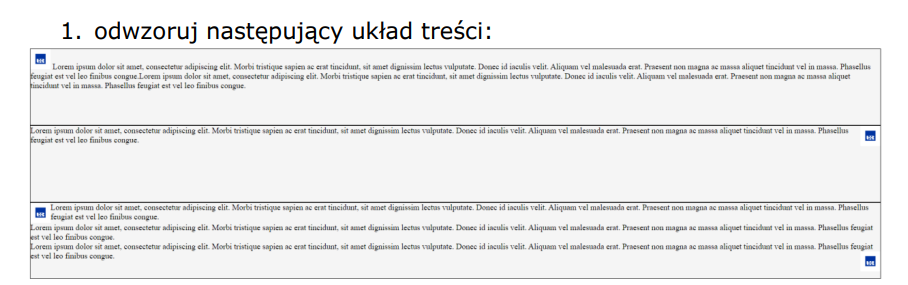 1. odwzoruj następujący układ treści:
Lorem ipsum dolor sit amet, consectetur adipiscing elit. Morbi tristique sapien ac erat tincidunt, sit amet dignissim lectus vulputate. Donec id iaculis velit. Aliquam vel malesuada erat. Praesent non magna ac massa aliquet tincidunt vel in massa. Phasellus
feugiat est vel leo finibus congue.Lorem ipsum dolor sit amet, consectetur adipiscing elit. Morbi tristique sapien ac erat tincidunt, sit amet dignissim lectus vulputate. Donec id iaculis velit. Aliquam vel malesuada erat. Praesent non magna ac massa aliquet
tincidunt vel in massa. Phasellus feugiat est vel leo finibus congue.
Lorem ipsum dolor sit amet, consectetur adipiscing elit. Morbi tristique sapien ac erat tincidunt, sit amet dignissim lectus vulputate. Donec id iaculis velit. Aliquam vel malesuada erat. Praesent non magna ac massa aliquet tincidunt vel in massa. Phasellus
feugiat est vel leo finibus congue.
Lorem ipsum dolor sit amet, consectetur adipiscing elit. Morbi tristique sapien ac erat tincidunt, sit amet dignissim lectus vulputate. Donec id iaculis velit. Aliquam vel malesuada erat. Praesent non magna ac massa aliquet tincidunt vel in massa. Phasellus
feugiat est vel leo finibus congue.
Lorem ipsum dolor sit amet, consectetur adipiscing elit. Morbi tristique sapien ac erat tincidunt, sit amet dignissim lectus vulputate. Donec id iaculis velit. Aliquam vel malesuada erat. Praesent non magna ac massa aliquet tincidunt vel in massa. Phasellus feugiat
est vel leo finibus congue.
Lorem ipsum dolor sit amet, consectetur adipiscing elit. Morbi tristique sapien ac erat tincidunt, sit amet dignissim lectus vulputate. Donec id iaculis velit. Aliquam vel malesuada erat. Praesent non magna ac massa aliquet tincidunt vel in massa. Phasellus feugiat
est vel leo finibus congue.